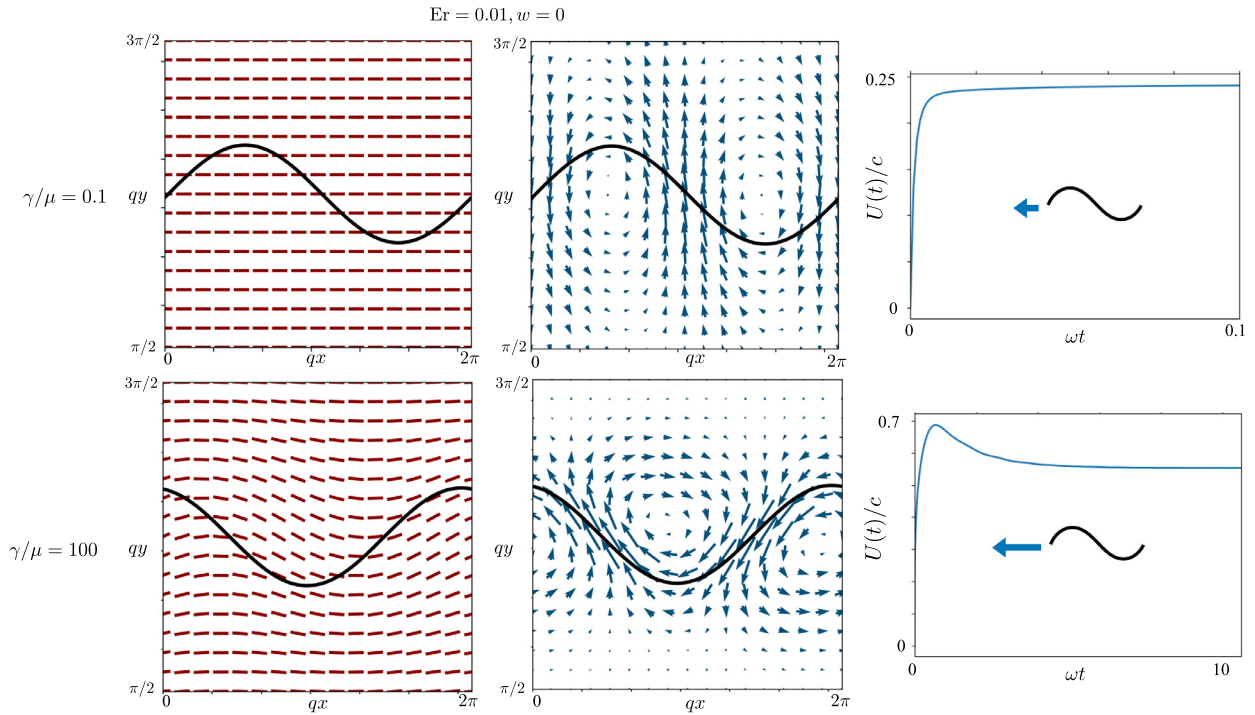 Er = 0.01, w = 0
γ/μ = 0.1
3π/2
qy
π/2
0
qx
2π
3π/2
qy
π/2
0
qx
2π
0.25
U(t)/c
0
0
ωt
0.1
γ/μ = 100
3π/2
qy
π/2
0
qx
2π
3π/2
qy
π/2
0
qx
2π
0.7
U(t)/c
0
0
ωt
10